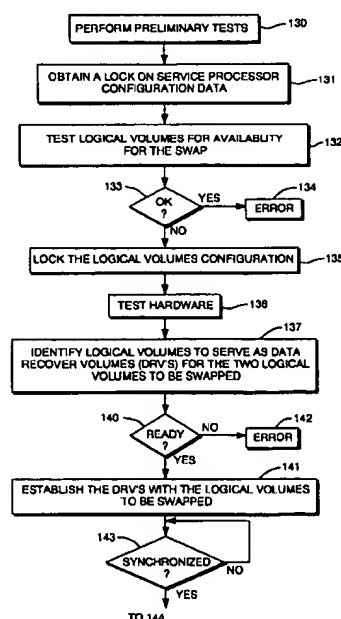 PERFORM PRELIMINARY TESTS
130
OBTAIN A LOCK ON SERVICE PROCESSOR
CONFIGURATION DATA
131
TEST LOGICAL VOLUMES FOR AVAILABLITY
FOR THE SWAP
132
133
OK
?
YES
134
ERROR
NO
LOCK THE LOGICAL VOLUMES CONFIGURATION
135
TEST HARDWARE
136
137
IDENTIFY LOGICAL VOLUMES TO SERVE AS DATA
RECOVER VOLUMES (DRV'S) FOR THE TWO LOGICAL
VOLUMES TO BE SWAPPED
140
READY
?
NO
142
ERROR
YES
141
ESTABLISH THE DRV'S WITH THE LOGICAL VOLUMES
TO BE SWAPPED
143
SYNCHRONIZED
?
NO
YES
TO 144